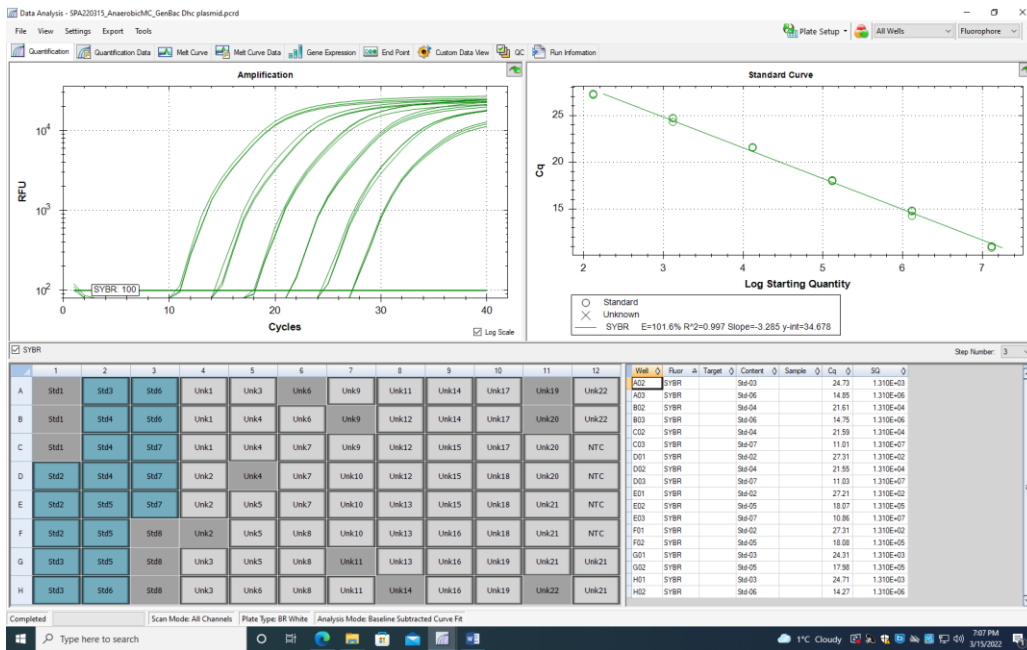 Data Analysis - SPA220315_AnaerobicMC_GenBac Dhc plasmid.pcrd
File View Settings Export Tools
Plate Setup All Wells Fluorophore
Quantification Quantification Data Melt Curve Melt Curve Data Gene Expression End Point Custom Data View QC Run Information
Amplification
RFU
10^4
10^3
10^2
SYBR: 100
0 10 20 30 40
Cycles
Log Scale
Standard Curve
Cq
25
20
15
2 3 4 5 6 7
Log Starting Quantity
Standard
Unknown
SYBR E=101.6% R^2=0.997 Slope=-3.285 y-int=34.678
SYBR
Step Number: 3
1 2 3 4 5 6 7 8 9 10 11 12
A Std1 Std3 Std6 Unk1 Unk3 Unk6 Unk9 Unk11 Unk14 Unk17 Unk19 Unk22
B Std1 Std4 Std6 Unk1 Unk4 Unk6 Unk9 Unk12 Unk14 Unk17 Unk20 Unk22
C Std1 Std4 Std7 Unk1 Unk4 Unk7 Unk9 Unk12 Unk15 Unk17 Unk20 NTC
D Std2 Std4 Std7 Unk2 Unk4 Unk7 Unk10 Unk12 Unk15 Unk18 Unk20 NTC
E Std2 Std5 Std7 Unk2 Unk5 Unk7 Unk10 Unk13 Unk15 Unk18 Unk21 NTC
F Std2 Std5 Std8 Unk2 Unk5 Unk8 Unk10 Unk13 Unk16 Unk18 Unk21 NTC
G Std3 Std5 Std8 Unk3 Unk5 Unk8 Unk11 Unk13 Unk16 Unk19 Unk21 Unk21
H Std3 Std6 Std8 Unk3 Unk6 Unk8 Unk11 Unk14 Unk16 Unk19 Unk22 Unk21
Well Fluor Target Content Sample Cq SQ
A02 SYBR Std-03 24.73 1.310E+03
A03 SYBR Std-06 14.85 1.310E+06
B02 SYBR Std-04 21.61 1.310E+04
B03 SYBR Std-06 14.75 1.310E+06
C02 SYBR Std-04 21.59 1.310E+04
C03 SYBR Std-07 11.01 1.310E+07
D01 SYBR Std-02 27.31 1.310E+02
D02 SYBR Std-04 21.55 1.310E+04
D03 SYBR Std-07 11.03 1.310E+07
E01 SYBR Std-02 27.21 1.310E+02
E02 SYBR Std-05 18.07 1.310E+05
E03 SYBR Std-07 10.86 1.310E+07
F01 SYBR Std-02 27.31 1.310E+02
F02 SYBR Std-05 18.08 1.310E+05
G01 SYBR Std-03 24.31 1.310E+03
G02 SYBR Std-05 17.98 1.310E+05
H01 SYBR Std-03 24.71 1.310E+03
H02 SYBR Std-06 14.27 1.310E+06
Completed Scan Mode: All Channels Plate Type: BR White Analysis Mode: Baseline Subtracted Curve Fit
Type here to search
1°C Cloudy
7:07 PM
3/15/2022